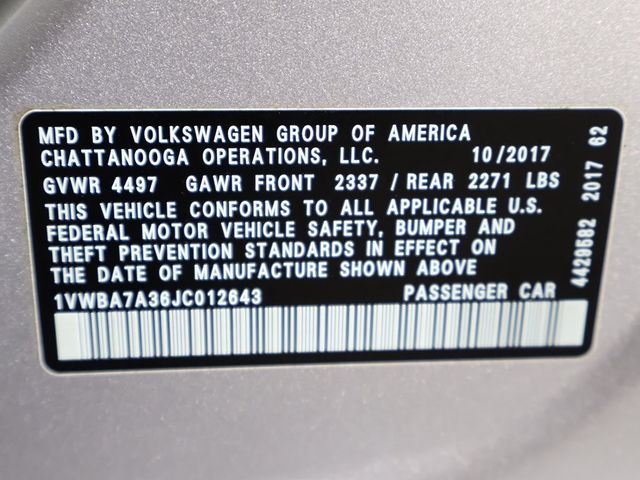 MFD BY VOLKSWAGEN GROUP OF AMERICA
CHATTANOOGA OPERATIONS, LLC. 10/2017
GVWR 4497 GAWR FRONT 2337 / REAR 2271 LBS
THIS VEHICLE CONFORMS TO ALL APPLICABLE U.S.
FEDERAL MOTOR VEHICLE SAFETY, BUMPER AND
THEFT PREVENTION STANDARDS IN EFFECT ON
THE DATE OF MANUFACTURE SHOWN ABOVE
1VWBA7A36JC012643 PASSENGER CAR
4429582 2017 62